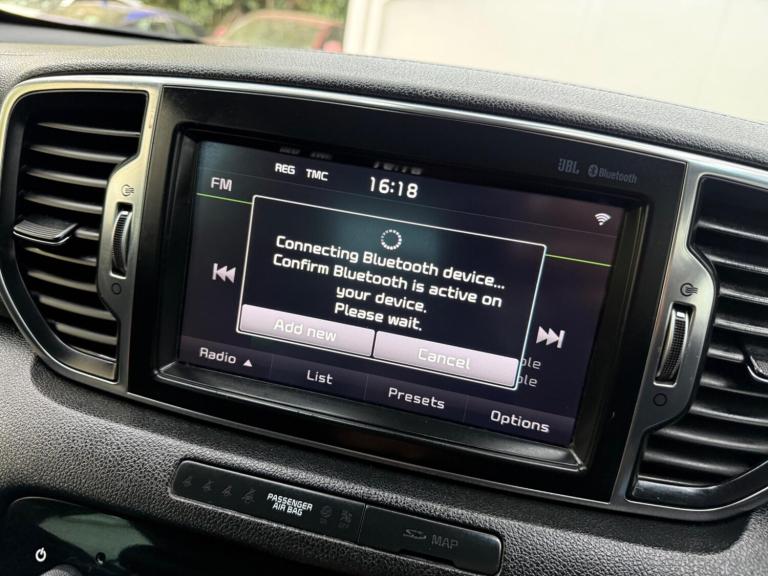 JBL Bluetooth
REG TMC
16:18
FM
Connecting Bluetooth device...
Confirm Bluetooth is active on
your device.
Please wait.
Add new
Cancel
Radio
List
Presets
Options
PASSENGER
AIR BAG
MAP